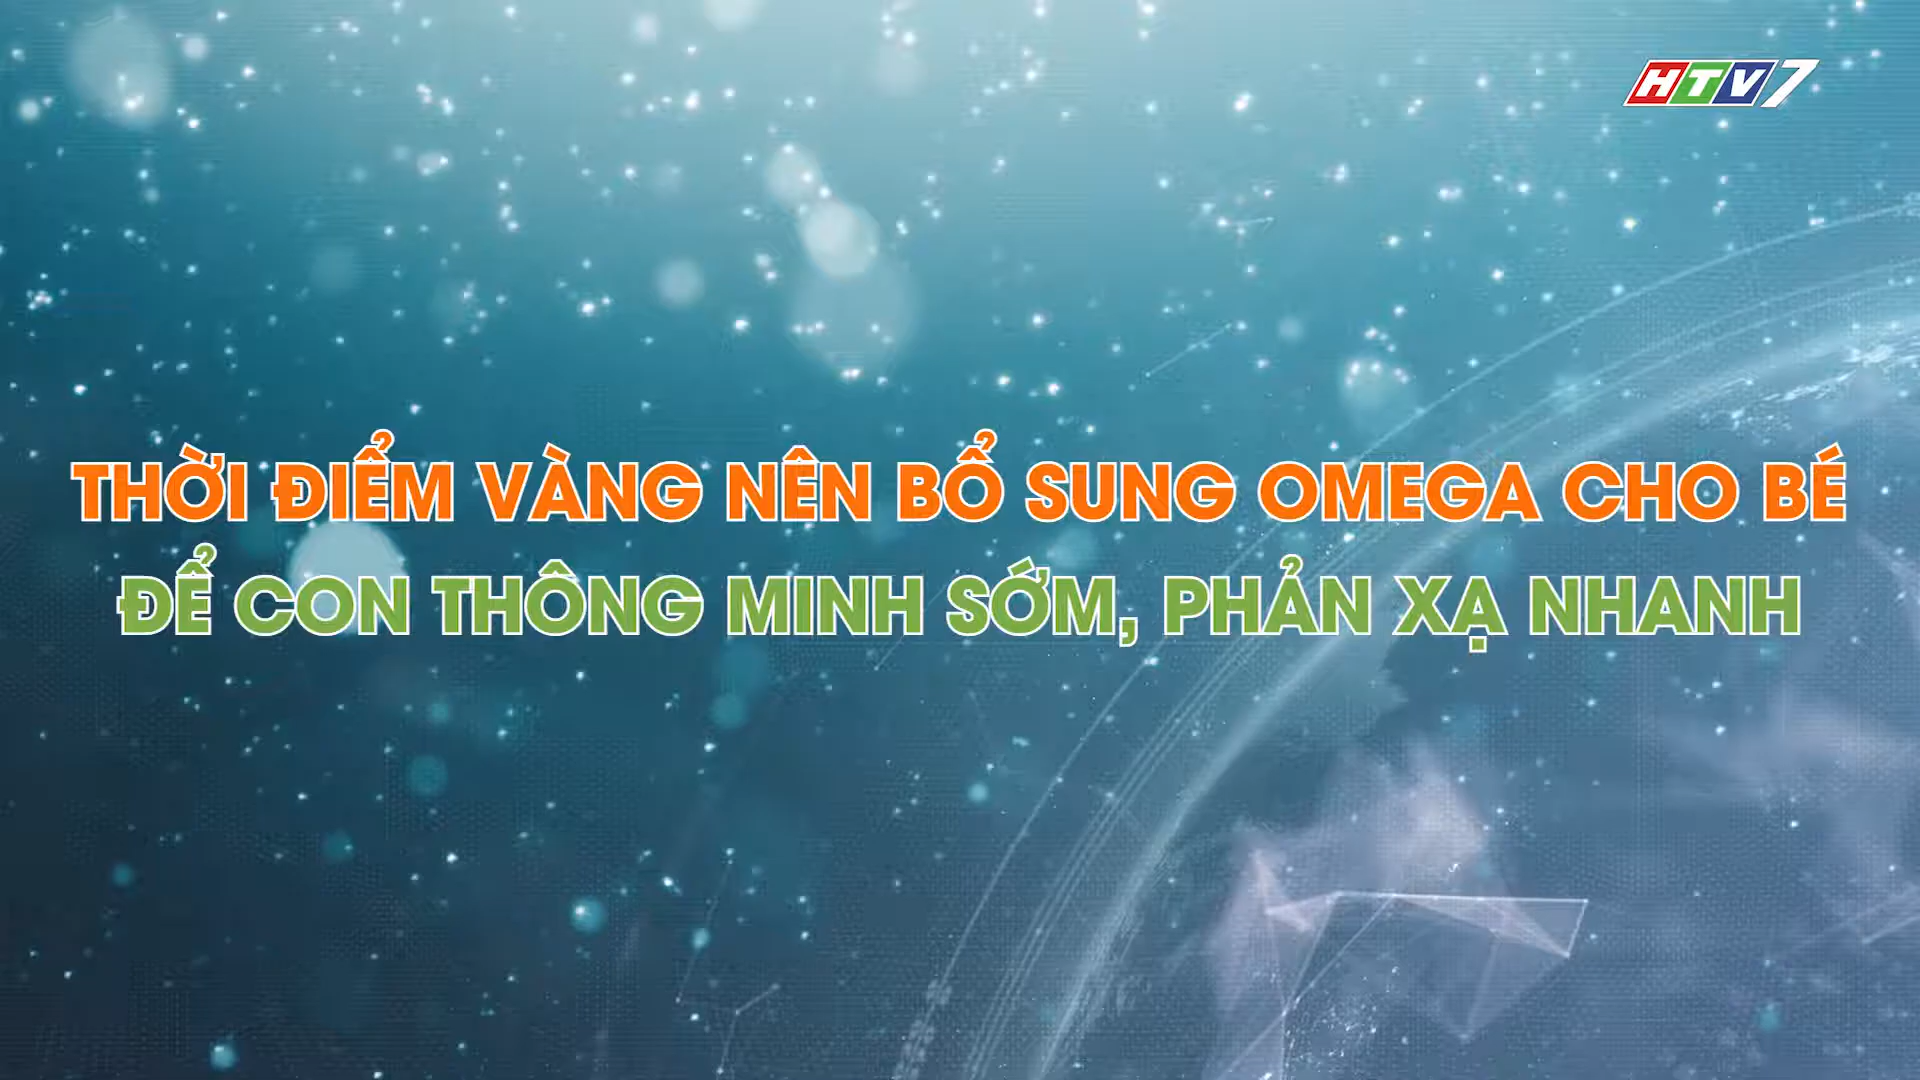 HTV7
THỜI ĐIỂM VÀNG NÊN BỔ SUNG OMEGA CHO BÉ
ĐỂ CON THÔNG MINH SỚM, PHẢN XẠ NHANH